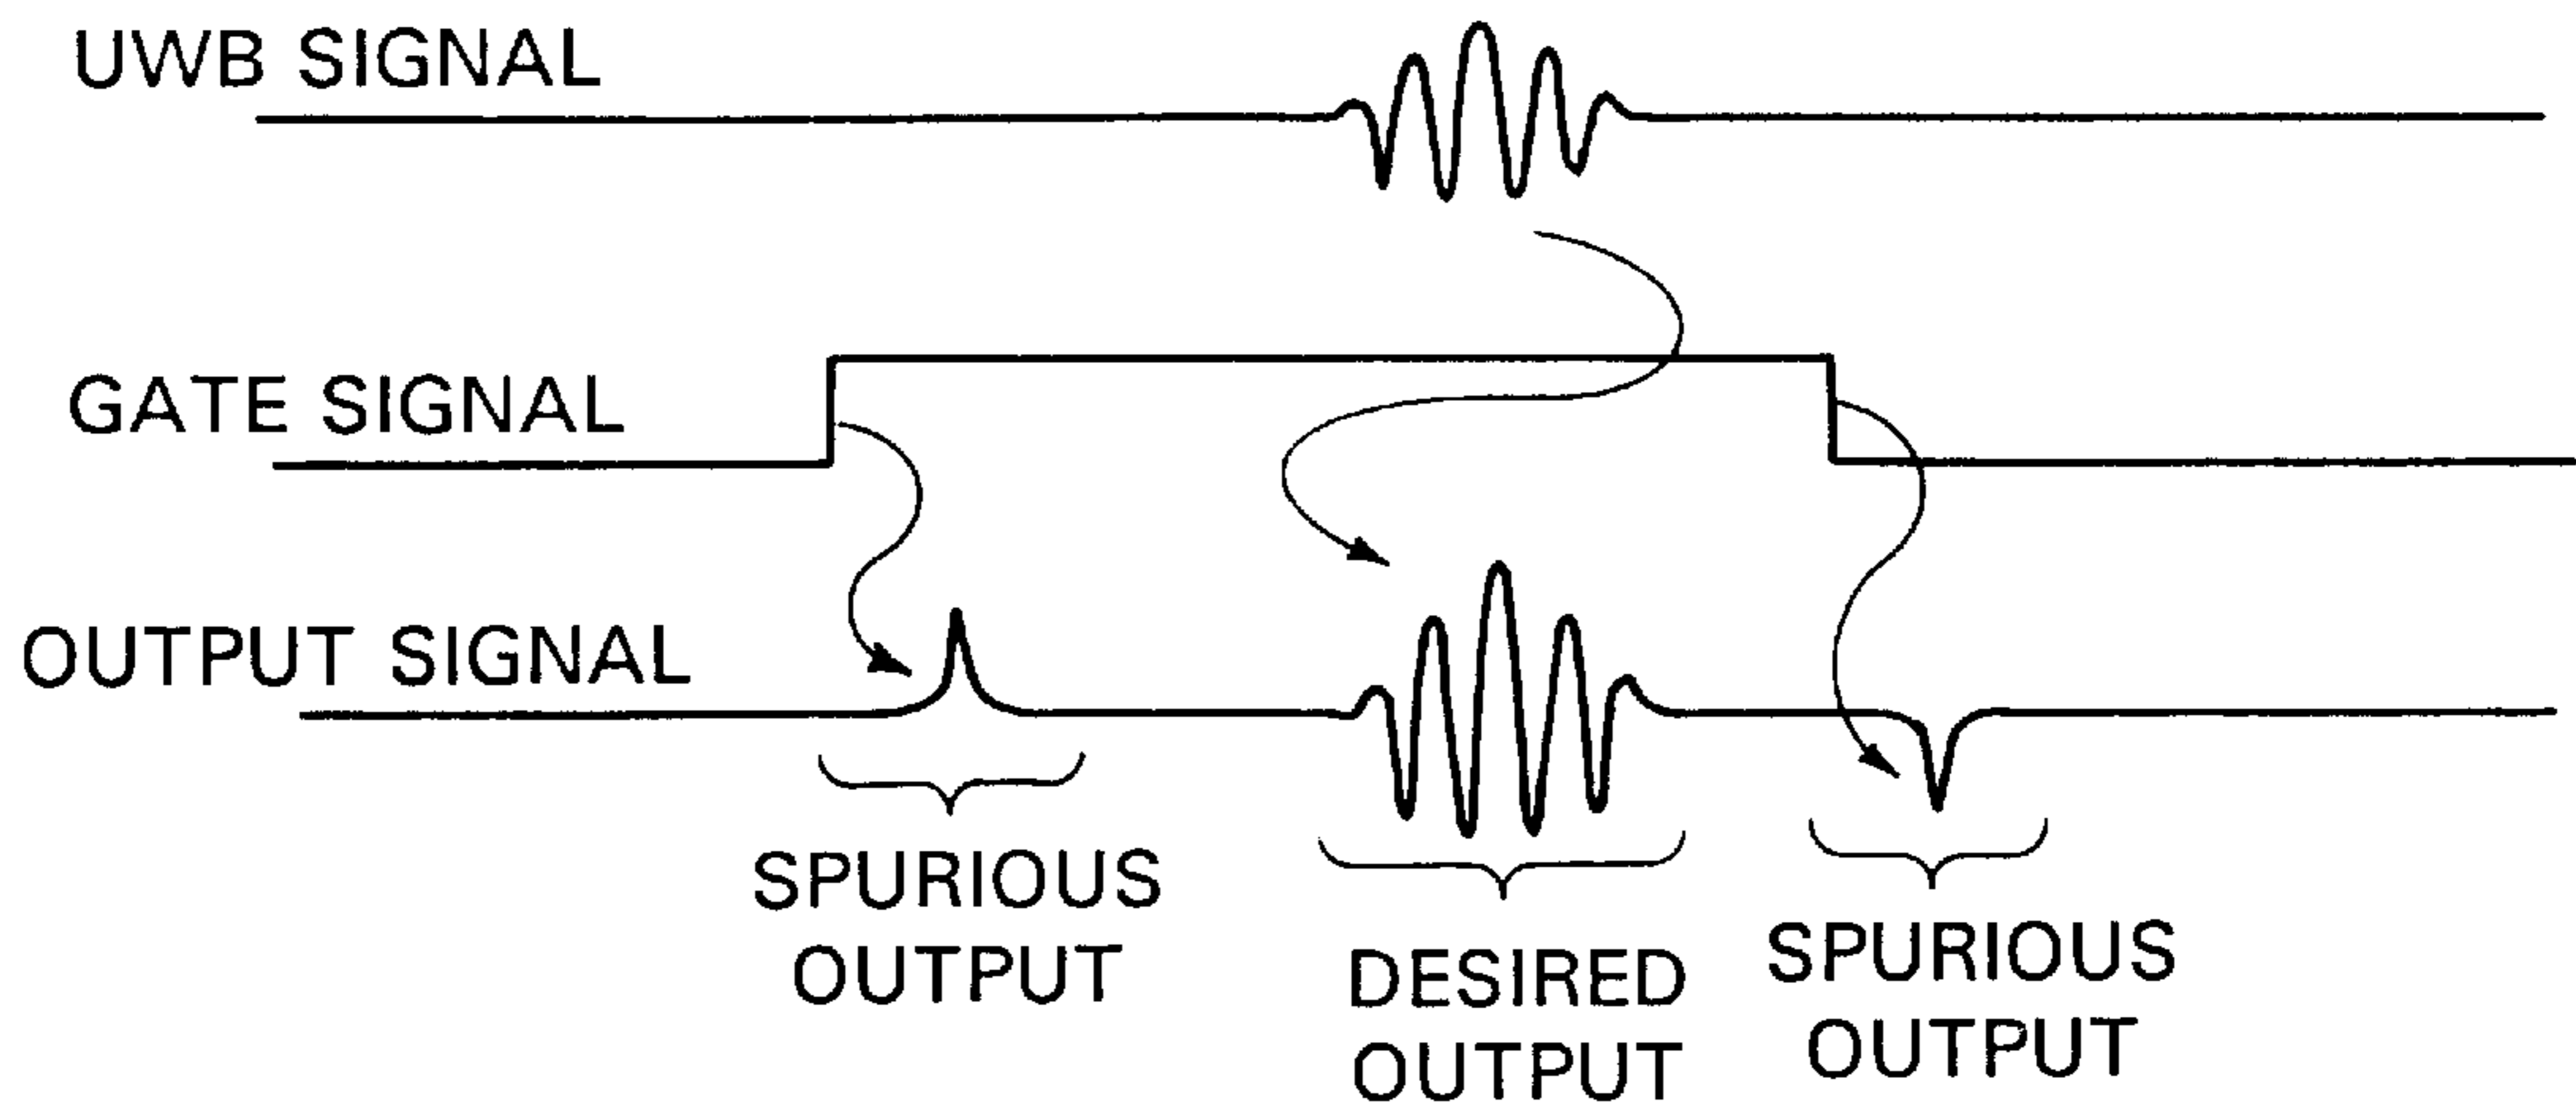 UWB SIGNAL
GATE SIGNAL
OUTPUT SIGNAL
SPURIOUS
OUTPUT
DESIRED
OUTPUT
SPURIOUS
OUTPUT